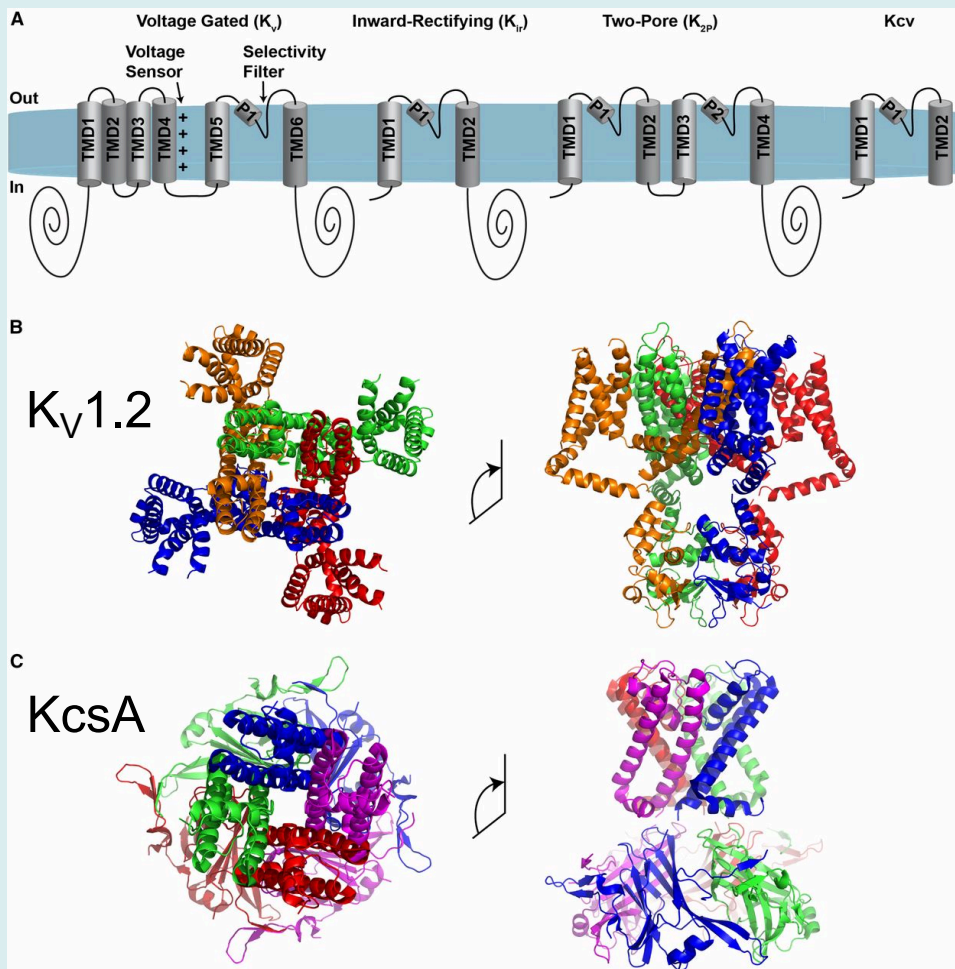 A
Voltage Gated (Kv) Inward-Rectifying (Kir) Two-Pore (K2P) Kcv
Voltage Sensor
Selectivity Filter
Out
TMD1 TMD2 TMD3 TMD4 + + + + TMD5 P1 TMD6 TMD1 P1 TMD2 TMD1 P1 TMD2 TMD3 P2 TMD4 TMD1 P1 TMD2
In
B
KV1.2
C
KcsA